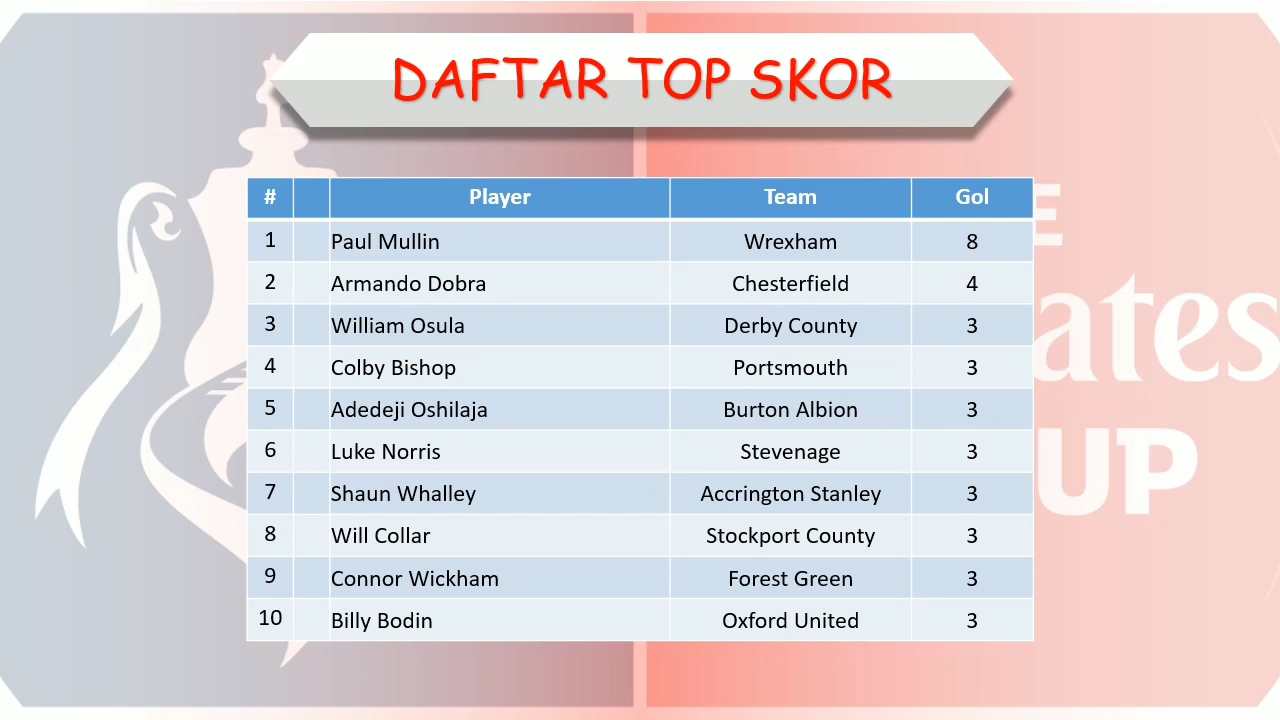 DAFTAR TOP SKOR
# Player Team Gol
1 Paul Mullin Wrexham 8
2 Armando Dobra Chesterfield 4
3 William Osula Derby County 3
4 Colby Bishop Portsmouth 3
5 Adedeji Oshilaja Burton Albion 3
6 Luke Norris Stevenage 3
7 Shaun Whalley Accrington Stanley 3
8 Will Collar Stockport County 3
9 Connor Wickham Forest Green 3
10 Billy Bodin Oxford United 3
E
ates
UP